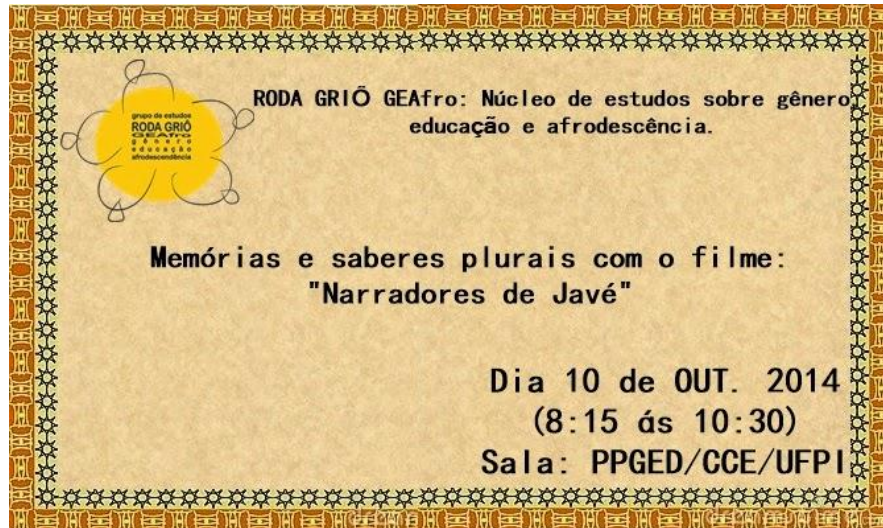 grupo de estudos
RODA GRIÔ
GEAfro
gênero
educação
afrodescendência
RODA GRIÔ GEAfro: Núcleo de estudos sobre gênero,
educação e afrodescência.
Memórias e saberes plurais com o filme:
"Narradores de Javé"
Dia 10 de OUT. 2014
(8:15 ás 10:30)
Sala: PPGED/CCE/UFPI